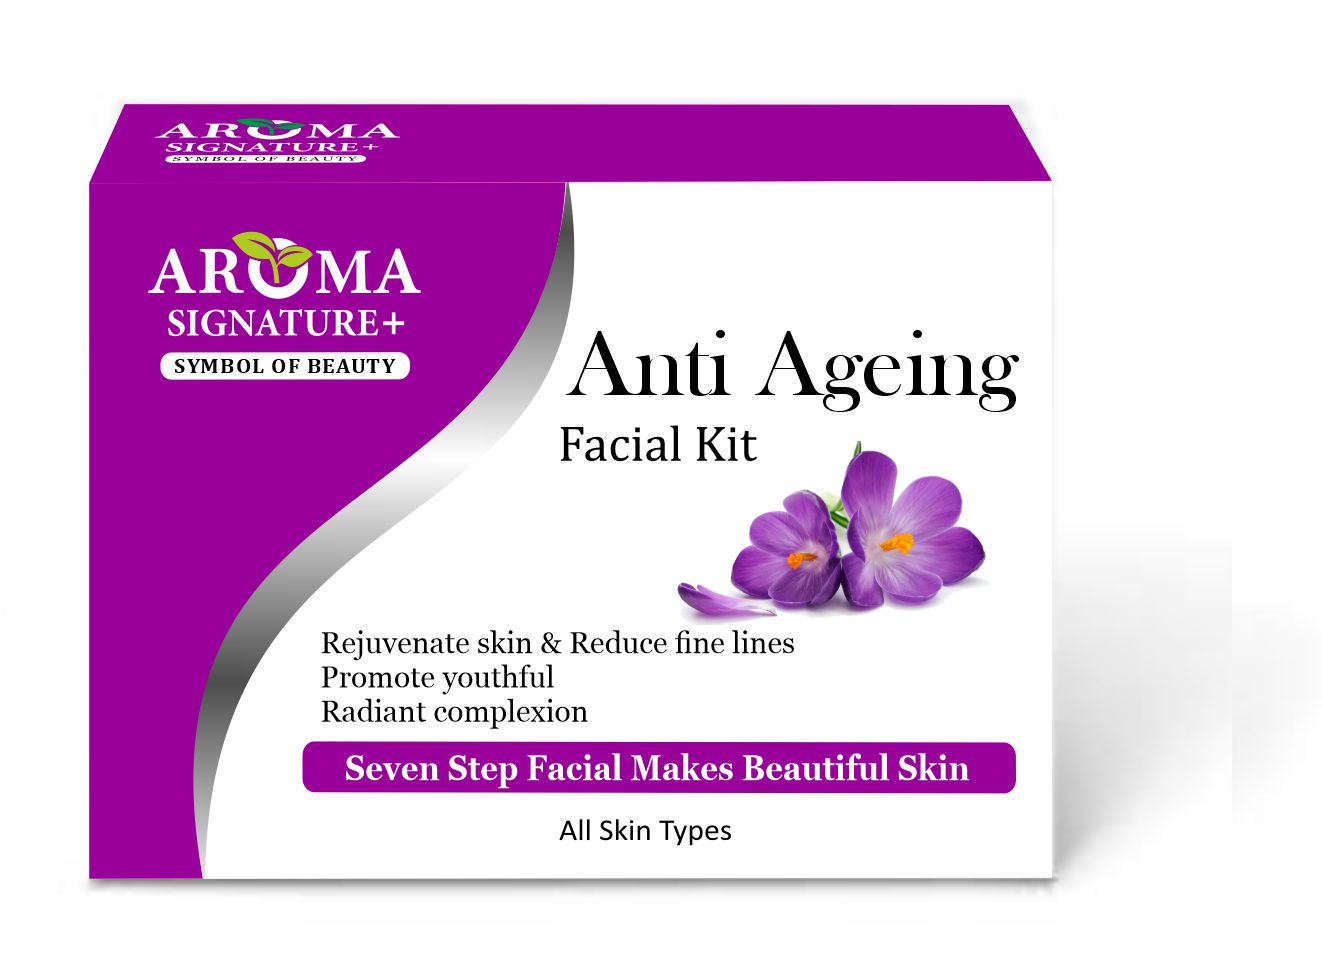 AROMA
SIGNATURE+
SYMBOL OF BEAUTY
AROMA
SIGNATURE+
SYMBOL OF BEAUTY
Anti Ageing
Facial Kit
Rejuvenate skin & Reduce fine lines
Promote youthful
Radiant complexion
Seven Step Facial Makes Beautiful Skin
All Skin Types